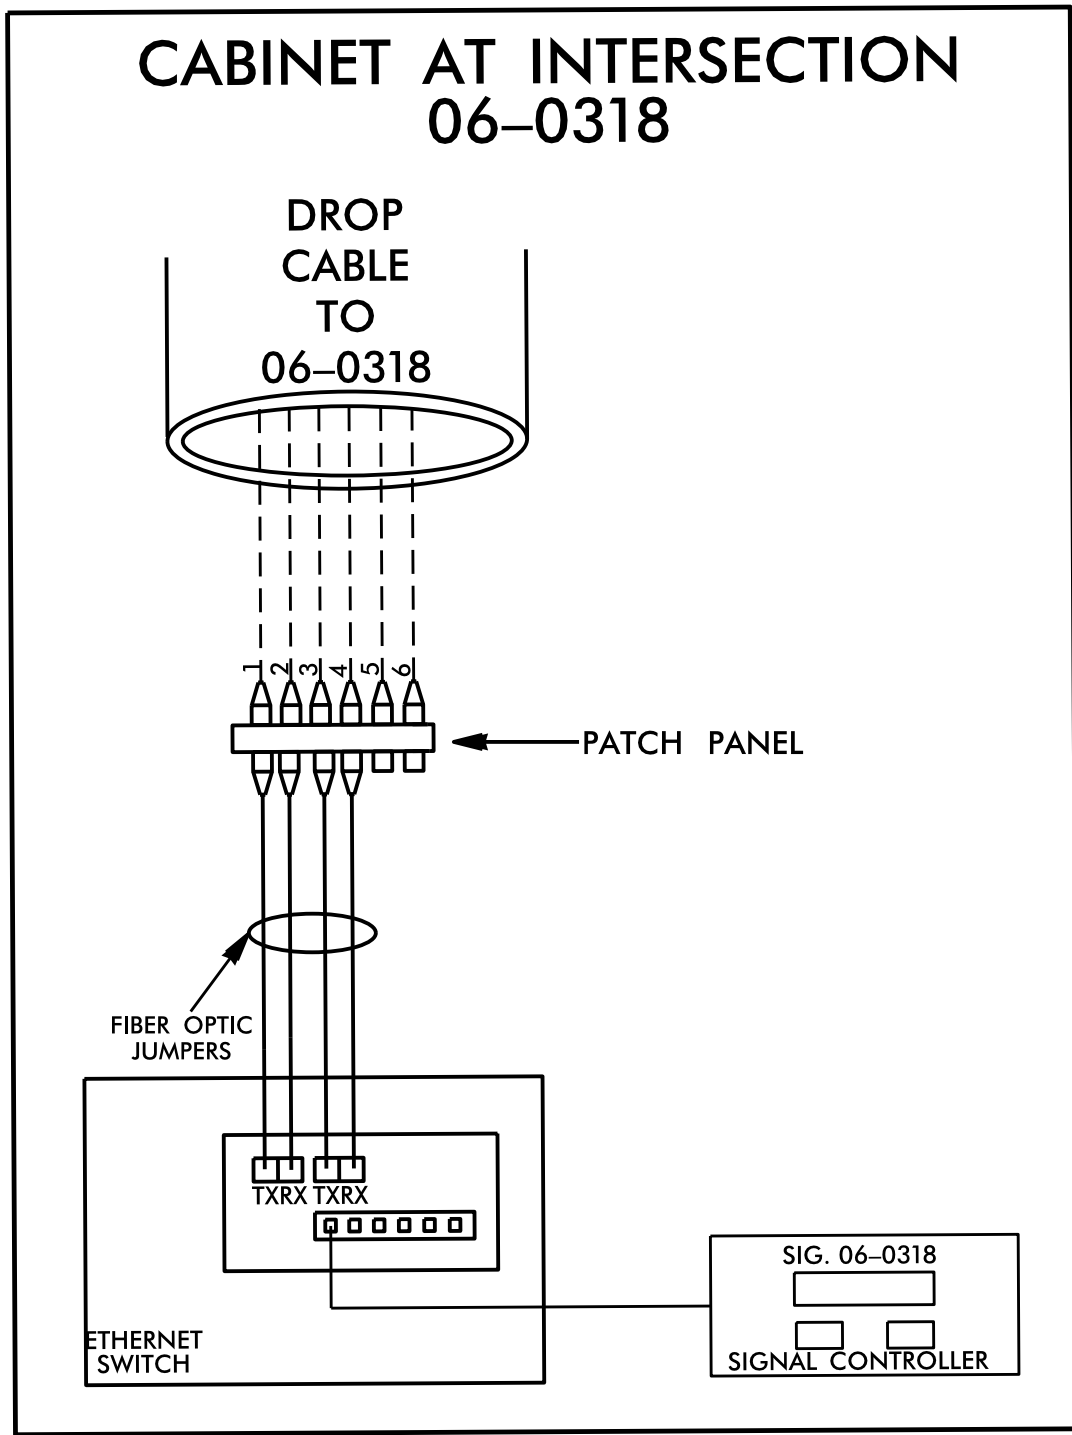 CABINET AT INTERSECTION
06–0318
DROP
CABLE
TO
06–0318
1 2 3 4 5 6
PATCH PANEL
FIBER OPTIC
JUMPERS
TXRX TXRX
SIG. 06–0318
ETHERNET
SWITCH
SIGNAL CONTROLLER